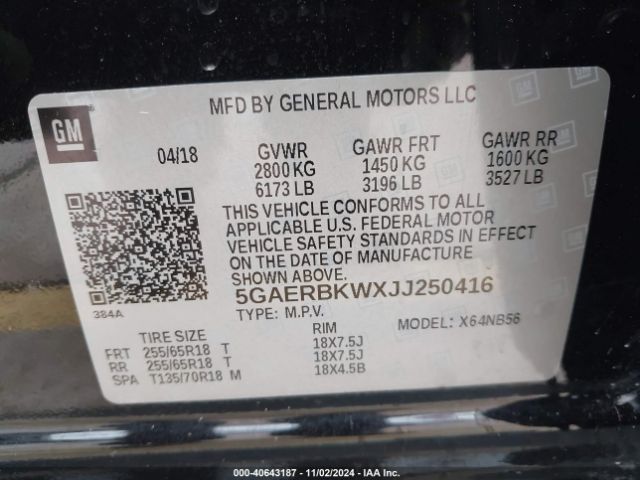 MFD BY GENERAL MOTORS LLC
GM
04/18 GVWR GAWR FRT GAWR RR
2800 KG 1450 KG 1600 KG
6173 LB 3196 LB 3527 LB
THIS VEHICLE CONFORMS TO ALL
APPLICABLE U.S. FEDERAL MOTOR
VEHICLE SAFETY STANDARDS IN EFFECT
ON THE DATE OF MANUFACTURE
SHOWN ABOVE.
5GAERBKWXJJ250416
TYPE: M.P.V. MODEL: X64NB56
384A
TIRE SIZE RIM
FRT 255/65R18 T 18X7.5J
RR 255/65R18 T 18X7.5J
SPA T135/70R18 M 18X4.5B
000-40643187 - 11/02/2024 - IAA Inc.